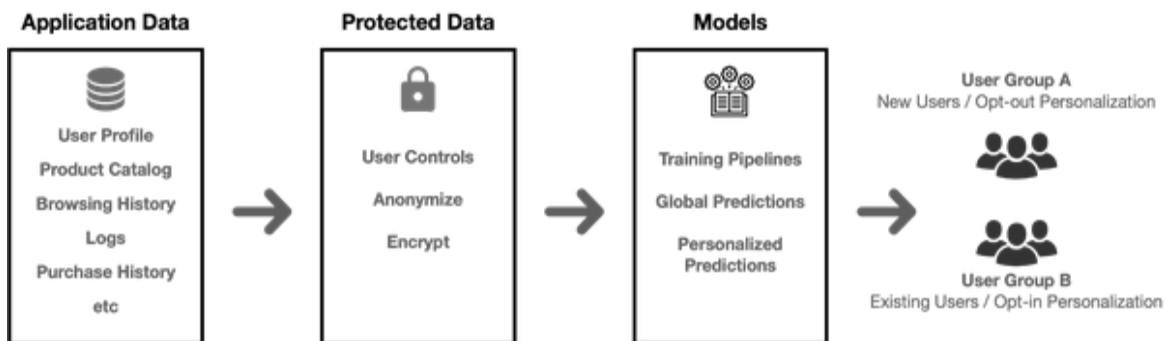 Application Data
User Profile
Product Catalog
Browsing History
Logs
Purchase History
etc
Protected Data
User Controls
Anonymize
Encrypt
Models
Training Pipelines
Global Predictions
Personalized
Predictions
User Group A
New Users / Opt-out Personalization
User Group B
Existing Users / Opt-in Personalization